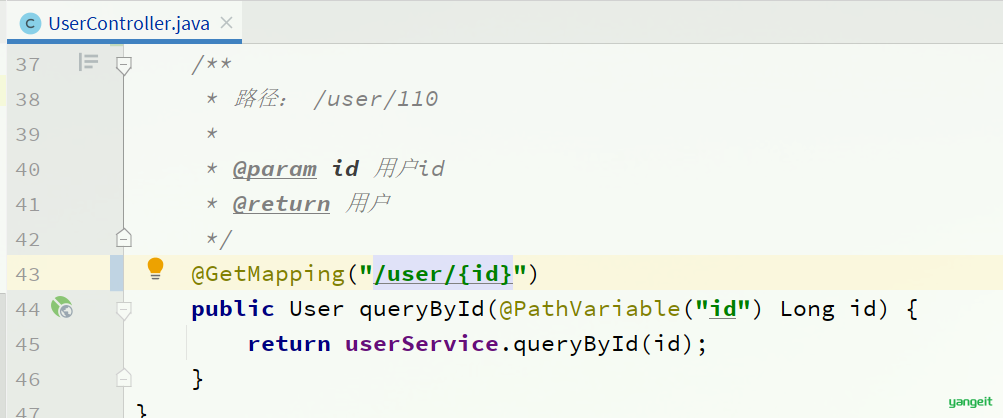 UserController.java
37 /**
38 * 路径： /user/110
39 *
40 * @param id 用户id
41 * @return 用户
42 */
43 @GetMapping("/user/{id}")
44 public User queryById(@PathVariable("id") Long id) {
45 return userService.queryById(id);
46 }
47 }
yangeit